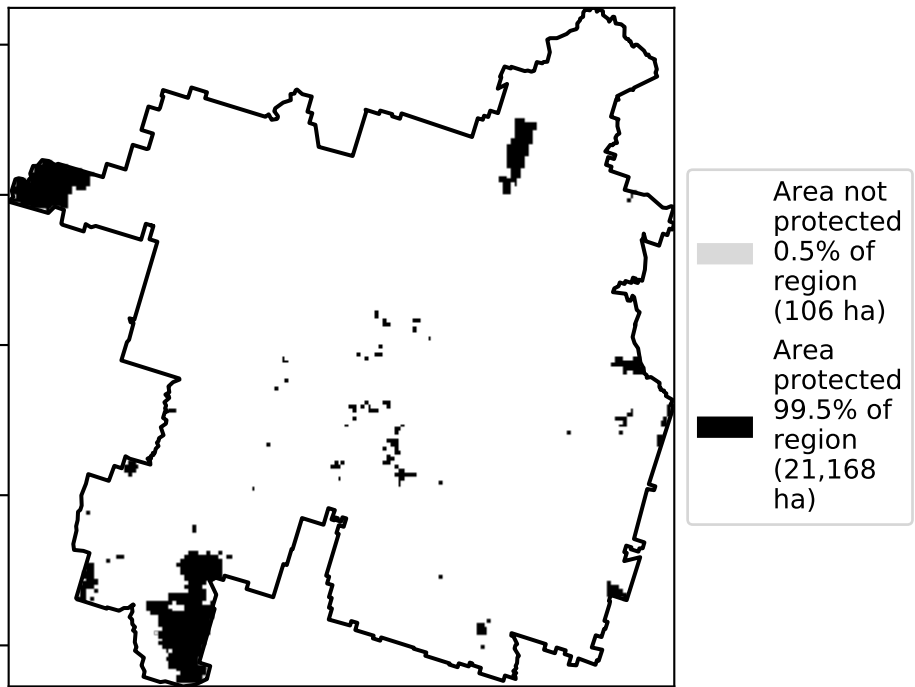 Area not
protected
0.5% of
region
(106 ha)
Area
protected
99.5% of
region
(21,168
ha)